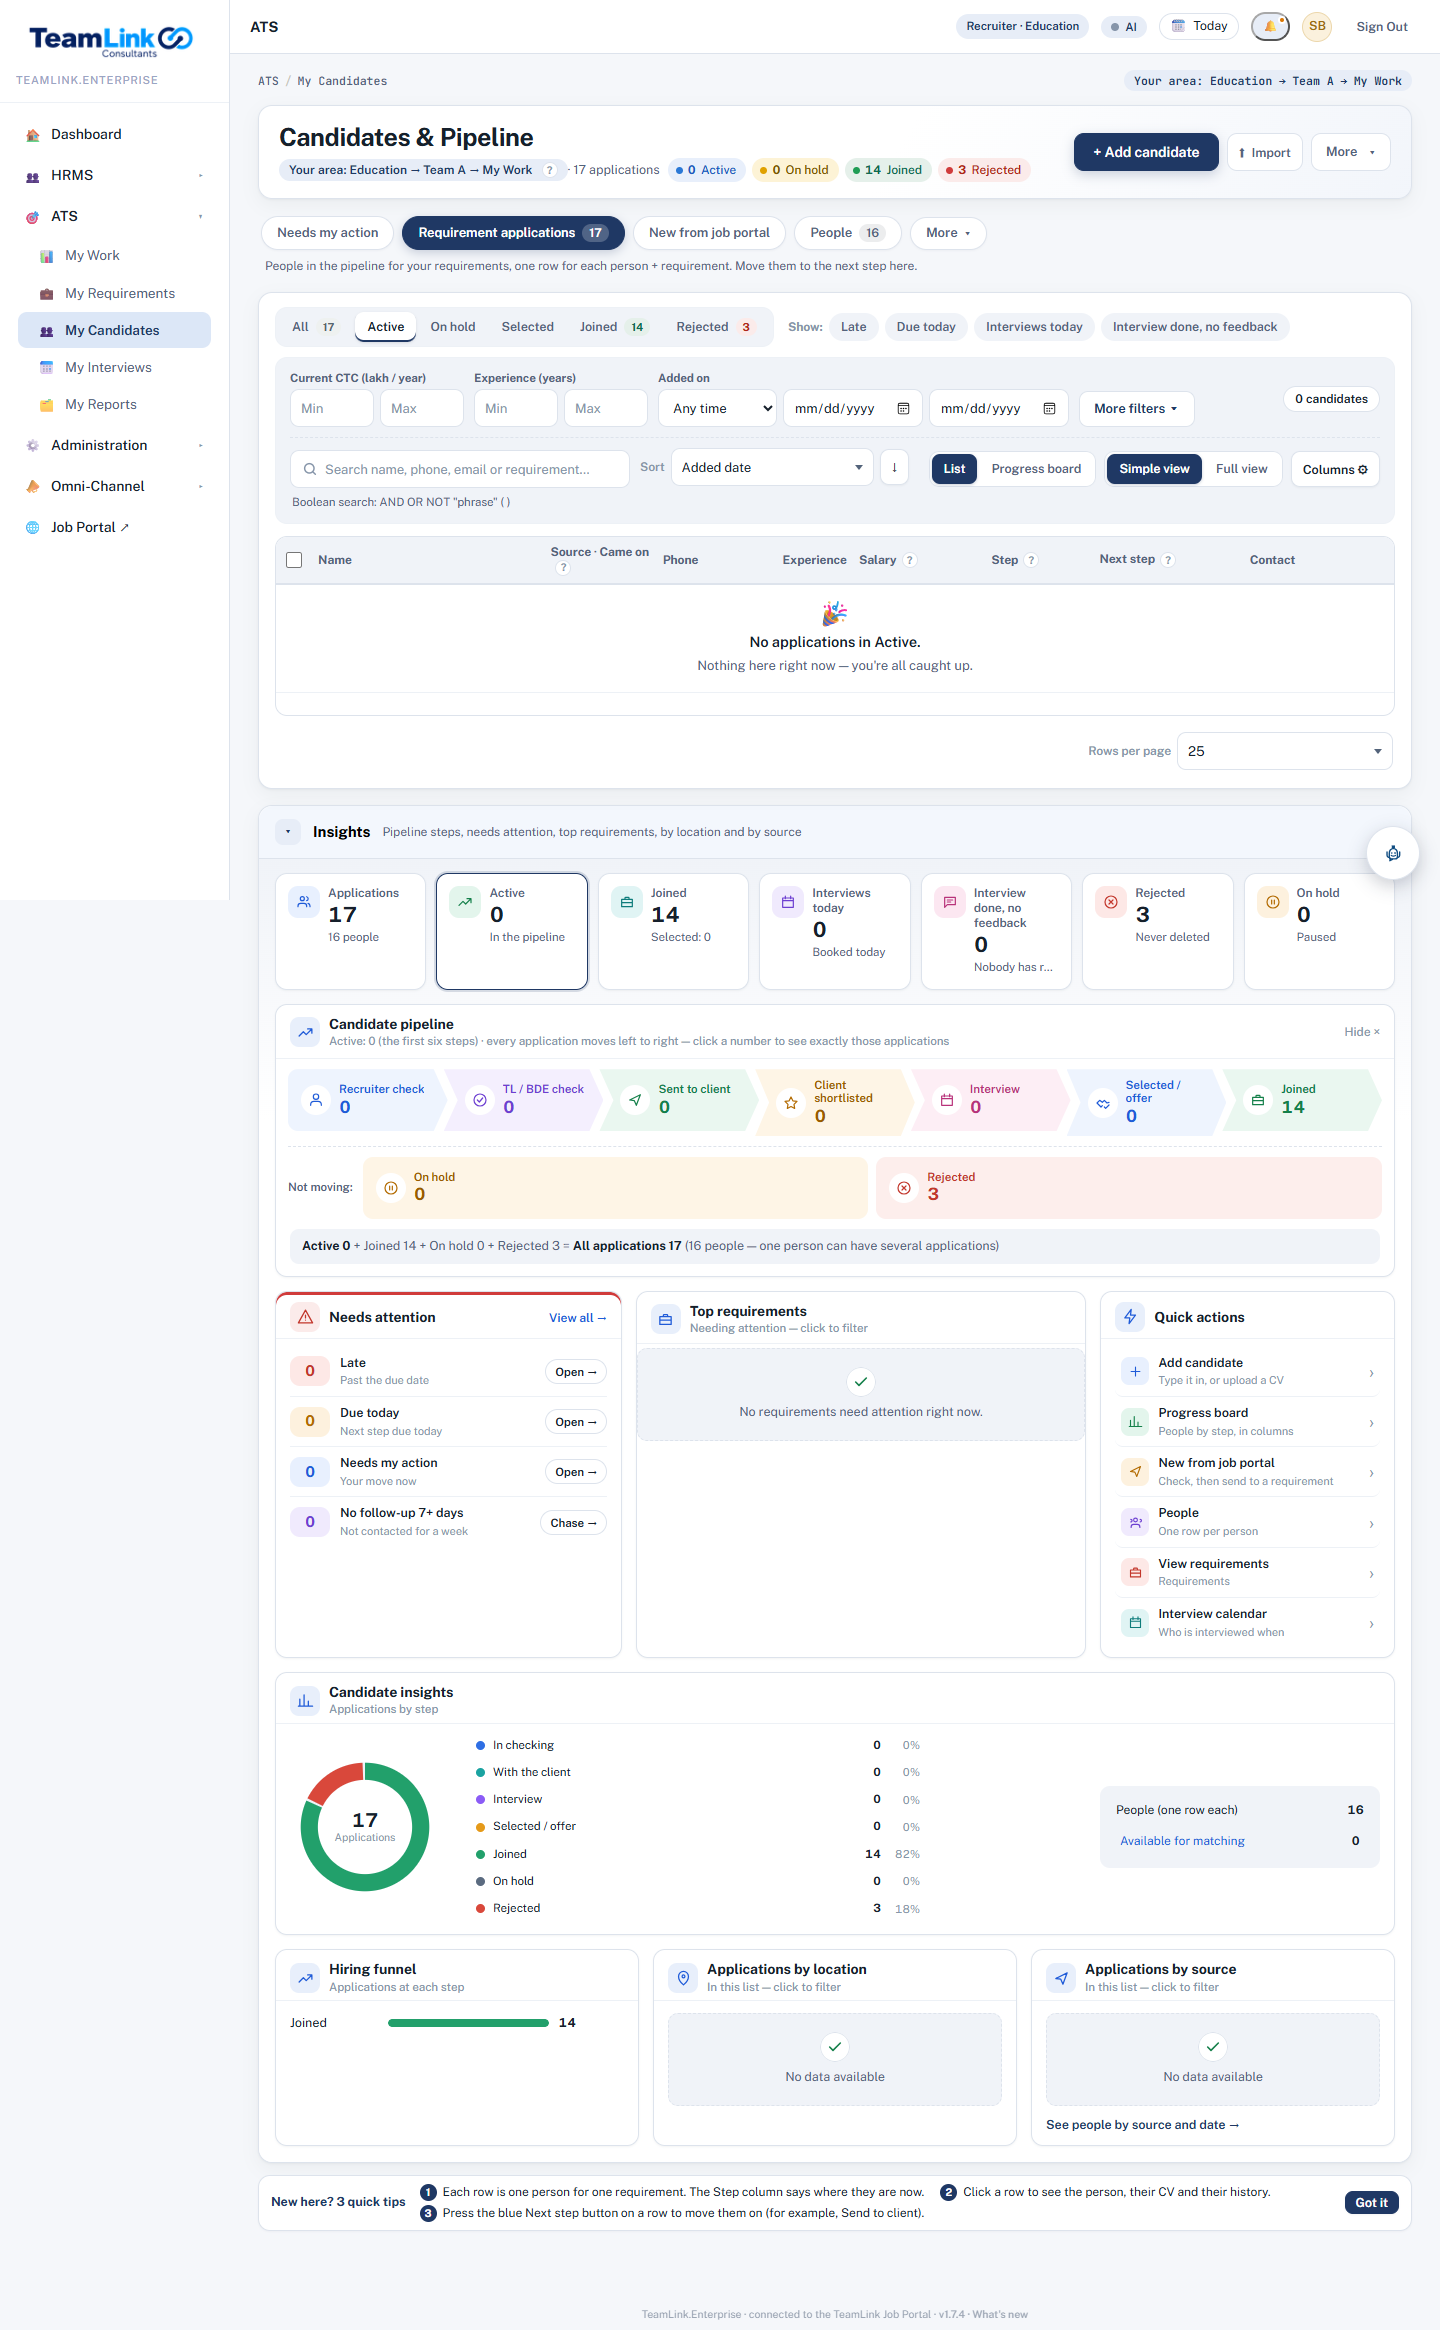 TeamLink
Consultants
TEAMLINK.ENTERPRISE
Dashboard
HRMS
ATS
My Work
My Requirements
My Candidates
My Interviews
My Reports
Administration
Omni-Channel
Job Portal ↗
ATS
Recruiter · Education
AI
Today
SB
Sign Out
ATS / My Candidates
Your area: Education → Team A → My Work
Candidates & Pipeline
Your area: Education → Team A → My Work ? · 17 applications 0 Active 0 On hold 14 Joined 3 Rejected
+ Add candidate
⬆ Import
More ▾
Needs my action
Requirement applications 17
New from job portal
People 16
More ▾
People in the pipeline for your requirements, one row for each person + requirement. Move them to the next step here.
All 17
Active
On hold
Selected
Joined 14
Rejected 3
Show:
Late
Due today
Interviews today
Interview done, no feedback
Current CTC (lakh / year)
Experience (years)
Added on
Min
Max
Min
Max
Any time
mm/dd/yyyy
mm/dd/yyyy
More filters ▾
0 candidates
Search name, phone, email or requirement...
Sort
Added date
↓
List
Progress board
Simple view
Full view
Columns ⚙
Boolean search: AND OR NOT "phrase" ( )
Name
Source · Came on ?
Phone
Experience
Salary ?
Step ?
Next step ?
Contact
No applications in Active.
Nothing here right now — you're all caught up.
Rows per page
25
Insights
Pipeline steps, needs attention, top requirements, by location and by source
Applications
17
16 people
Active
0
In the pipeline
Joined
14
Selected: 0
Interviews
today
0
Booked today
Interview
done, no
feedback
0
Nobody has r...
Rejected
3
Never deleted
On hold
0
Paused
Candidate pipeline
Active: 0 (the first six steps) · every application moves left to right — click a number to see exactly those applications
Hide ×
Recruiter check
0
TL / BDE check
0
Sent to client
0
Client
shortlisted
0
Interview
0
Selected /
offer
0
Joined
14
Not moving:
On hold
0
Rejected
3
Active 0 + Joined 14 + On hold 0 + Rejected 3 = All applications 17 (16 people — one person can have several applications)
Needs attention
View all →
0
Late
Past the due date
Open →
0
Due today
Next step due today
Open →
0
Needs my action
Your move now
Open →
0
No follow-up 7+ days
Not contacted for a week
Chase →
Top requirements
Needing attention — click to filter
No requirements need attention right now.
Quick actions
Add candidate
Type it in, or upload a CV
Progress board
People by step, in columns
New from job portal
Check, then send to a requirement
People
One row per person
View requirements
Requirements
Interview calendar
Who is interviewed when
Candidate insights
Applications by step
17
Applications
In checking 0 0%
With the client 0 0%
Interview 0 0%
Selected / offer 0 0%
Joined 14 82%
On hold 0 0%
Rejected 3 18%
People (one row each) 16
Available for matching 0
Hiring funnel
Applications at each step
Joined 14
Applications by location
In this list — click to filter
No data available
Applications by source
In this list — click to filter
No data available
See people by source and date →
New here? 3 quick tips
1 Each row is one person for one requirement. The Step column says where they are now.
2 Click a row to see the person, their CV and their history.
3 Press the blue Next step button on a row to move them on (for example, Send to client).
Got it
TeamLink.Enterprise · connected to the TeamLink Job Portal · v1.7.4 · What's new